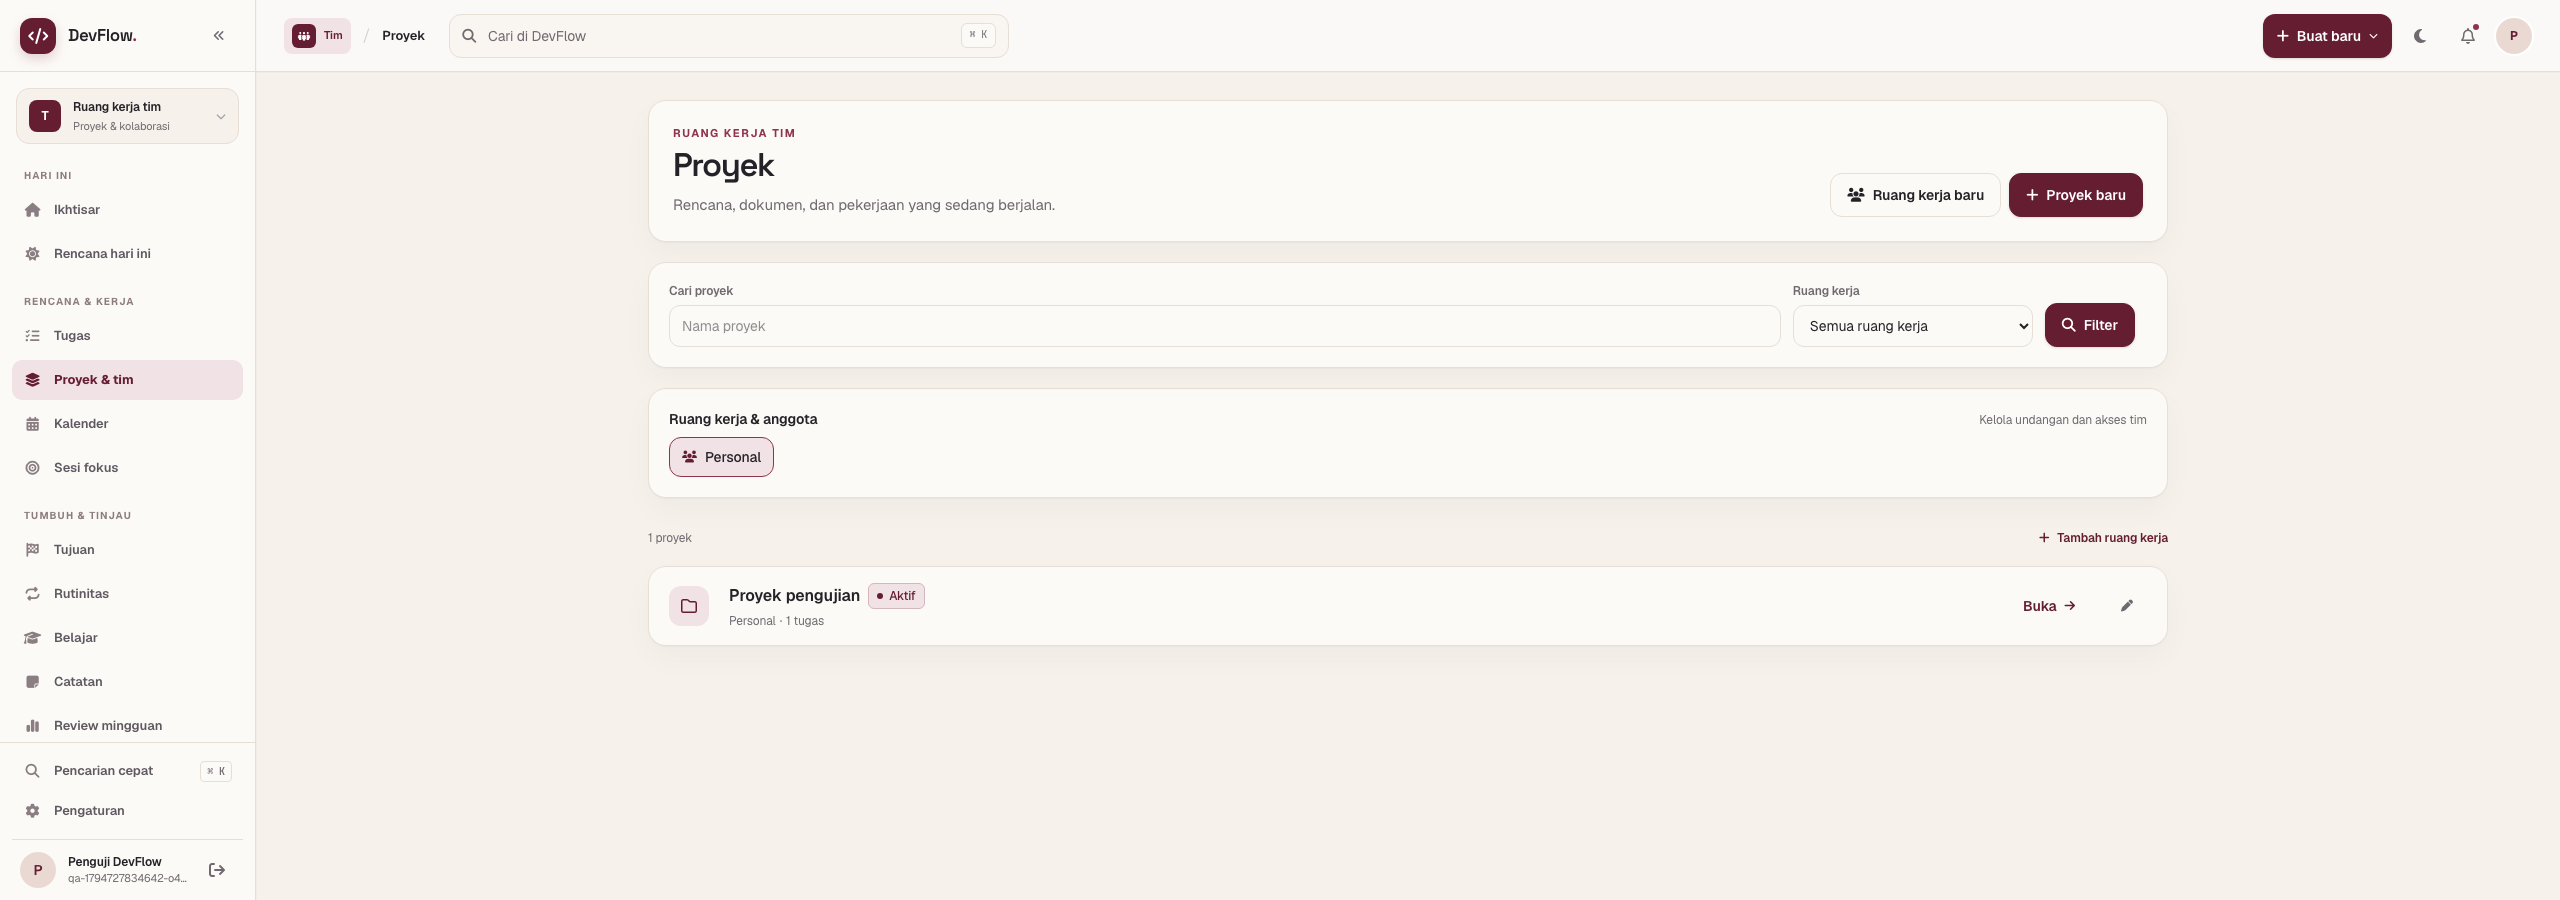 DevFlow.
Tim / Proyek
Cari di DevFlow
⌘ K
Buat baru
P
T
Ruang kerja tim
Proyek & kolaborasi
HARI INI
Ikhtisar
Rencana hari ini
RENCANA & KERJA
Tugas
Proyek & tim
Kalender
Sesi fokus
TUMBUH & TINJAU
Tujuan
Rutinitas
Belajar
Catatan
Review mingguan
Pencarian cepat
⌘ K
Pengaturan
P
Penguji DevFlow
qa-1794727834642-o4...
RUANG KERJA TIM
Proyek
Rencana, dokumen, dan pekerjaan yang sedang berjalan.
Ruang kerja baru
Proyek baru
Cari proyek
Nama proyek
Ruang kerja
Semua ruang kerja
Filter
Ruang kerja & anggota
Kelola undangan dan akses tim
Personal
1 proyek
Tambah ruang kerja
Proyek pengujian
Aktif
Personal · 1 tugas
Buka